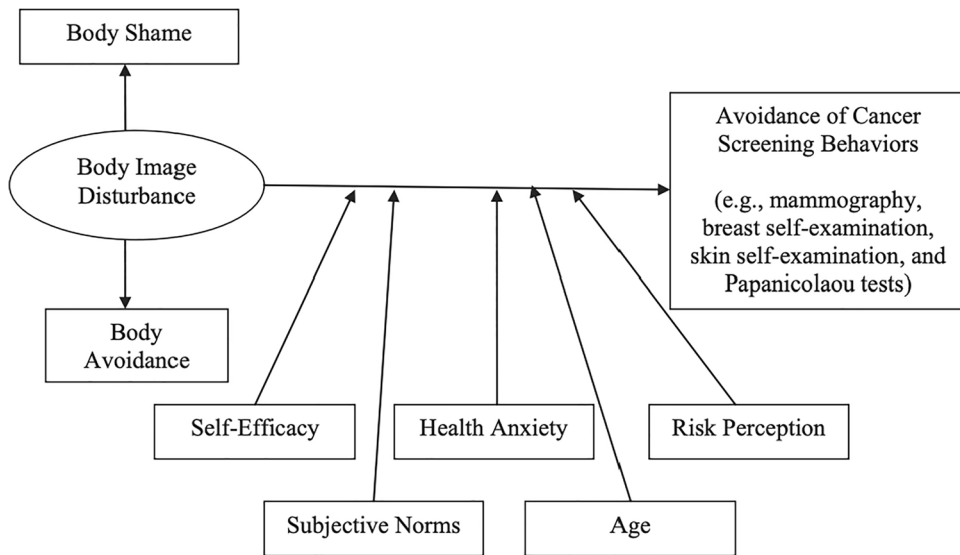 Body Shame
Body Image
Disturbance
Avoidance of Cancer
Screening Behaviors
(e.g., mammography,
breast self-examination,
skin self-examination, and
Papanicolaou tests)
Body
Avoidance
Self-Efficacy
Health Anxiety
Risk Perception
Subjective Norms
Age